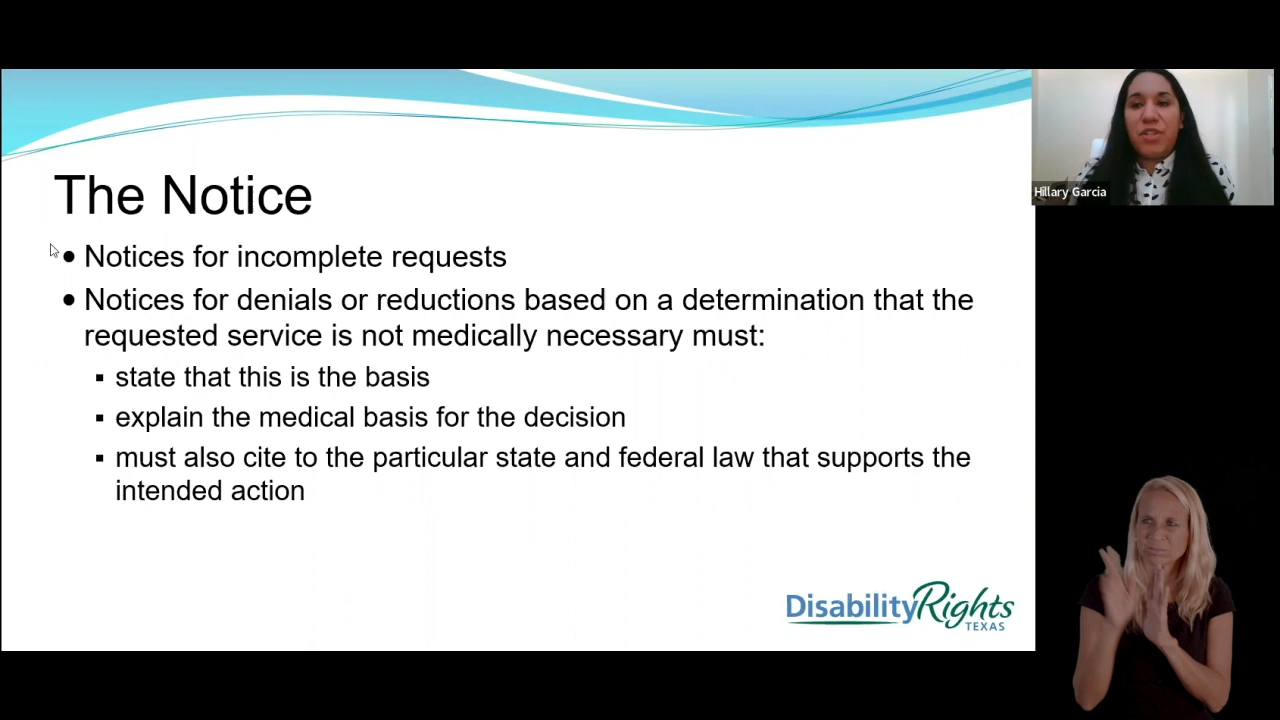 The Notice
Notices for incomplete requests
Notices for denials or reductions based on a determination that the
requested service is not medically necessary must:
state that this is the basis
explain the medical basis for the decision
must also cite to the particular state and federal law that supports the
intended action
DisabilityRights
TEXAS
Hillary Garcia